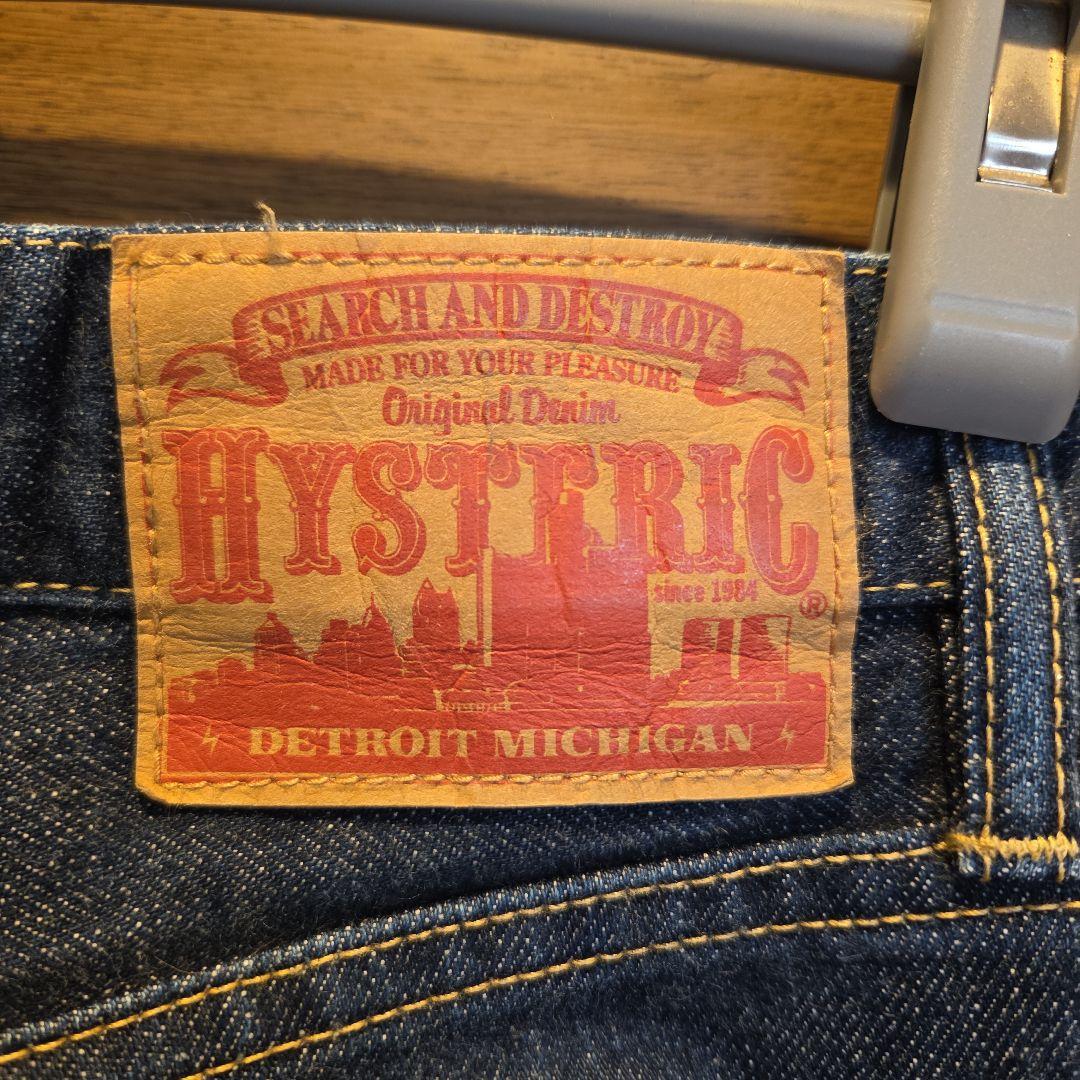 SEARCH AND DESTROY
MADE FOR YOUR PLEASURE
Original Denim
HYSTERIC
since 1984
®
DETROIT MICHIGAN